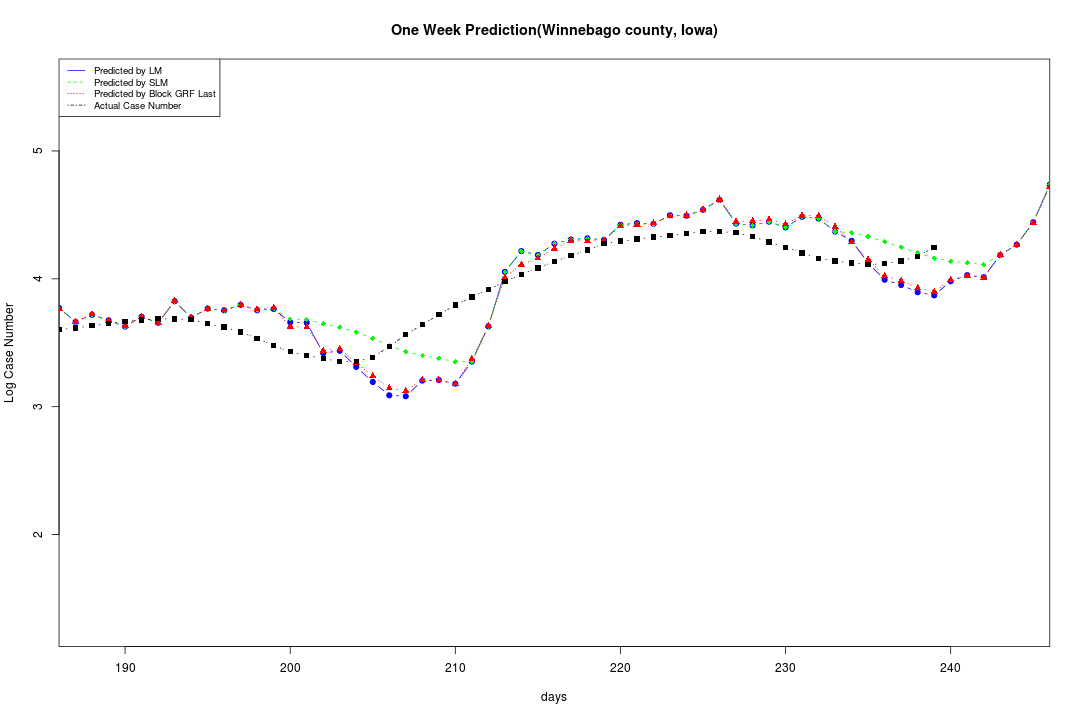 One Week Prediction(Winnebago county, Iowa)
Predicted by LM
Predicted by SLM
Predicted by Block GRF Last
Actual Case Number
5
4
3
2
Log Case Number
190 200 210 220 230 240
days